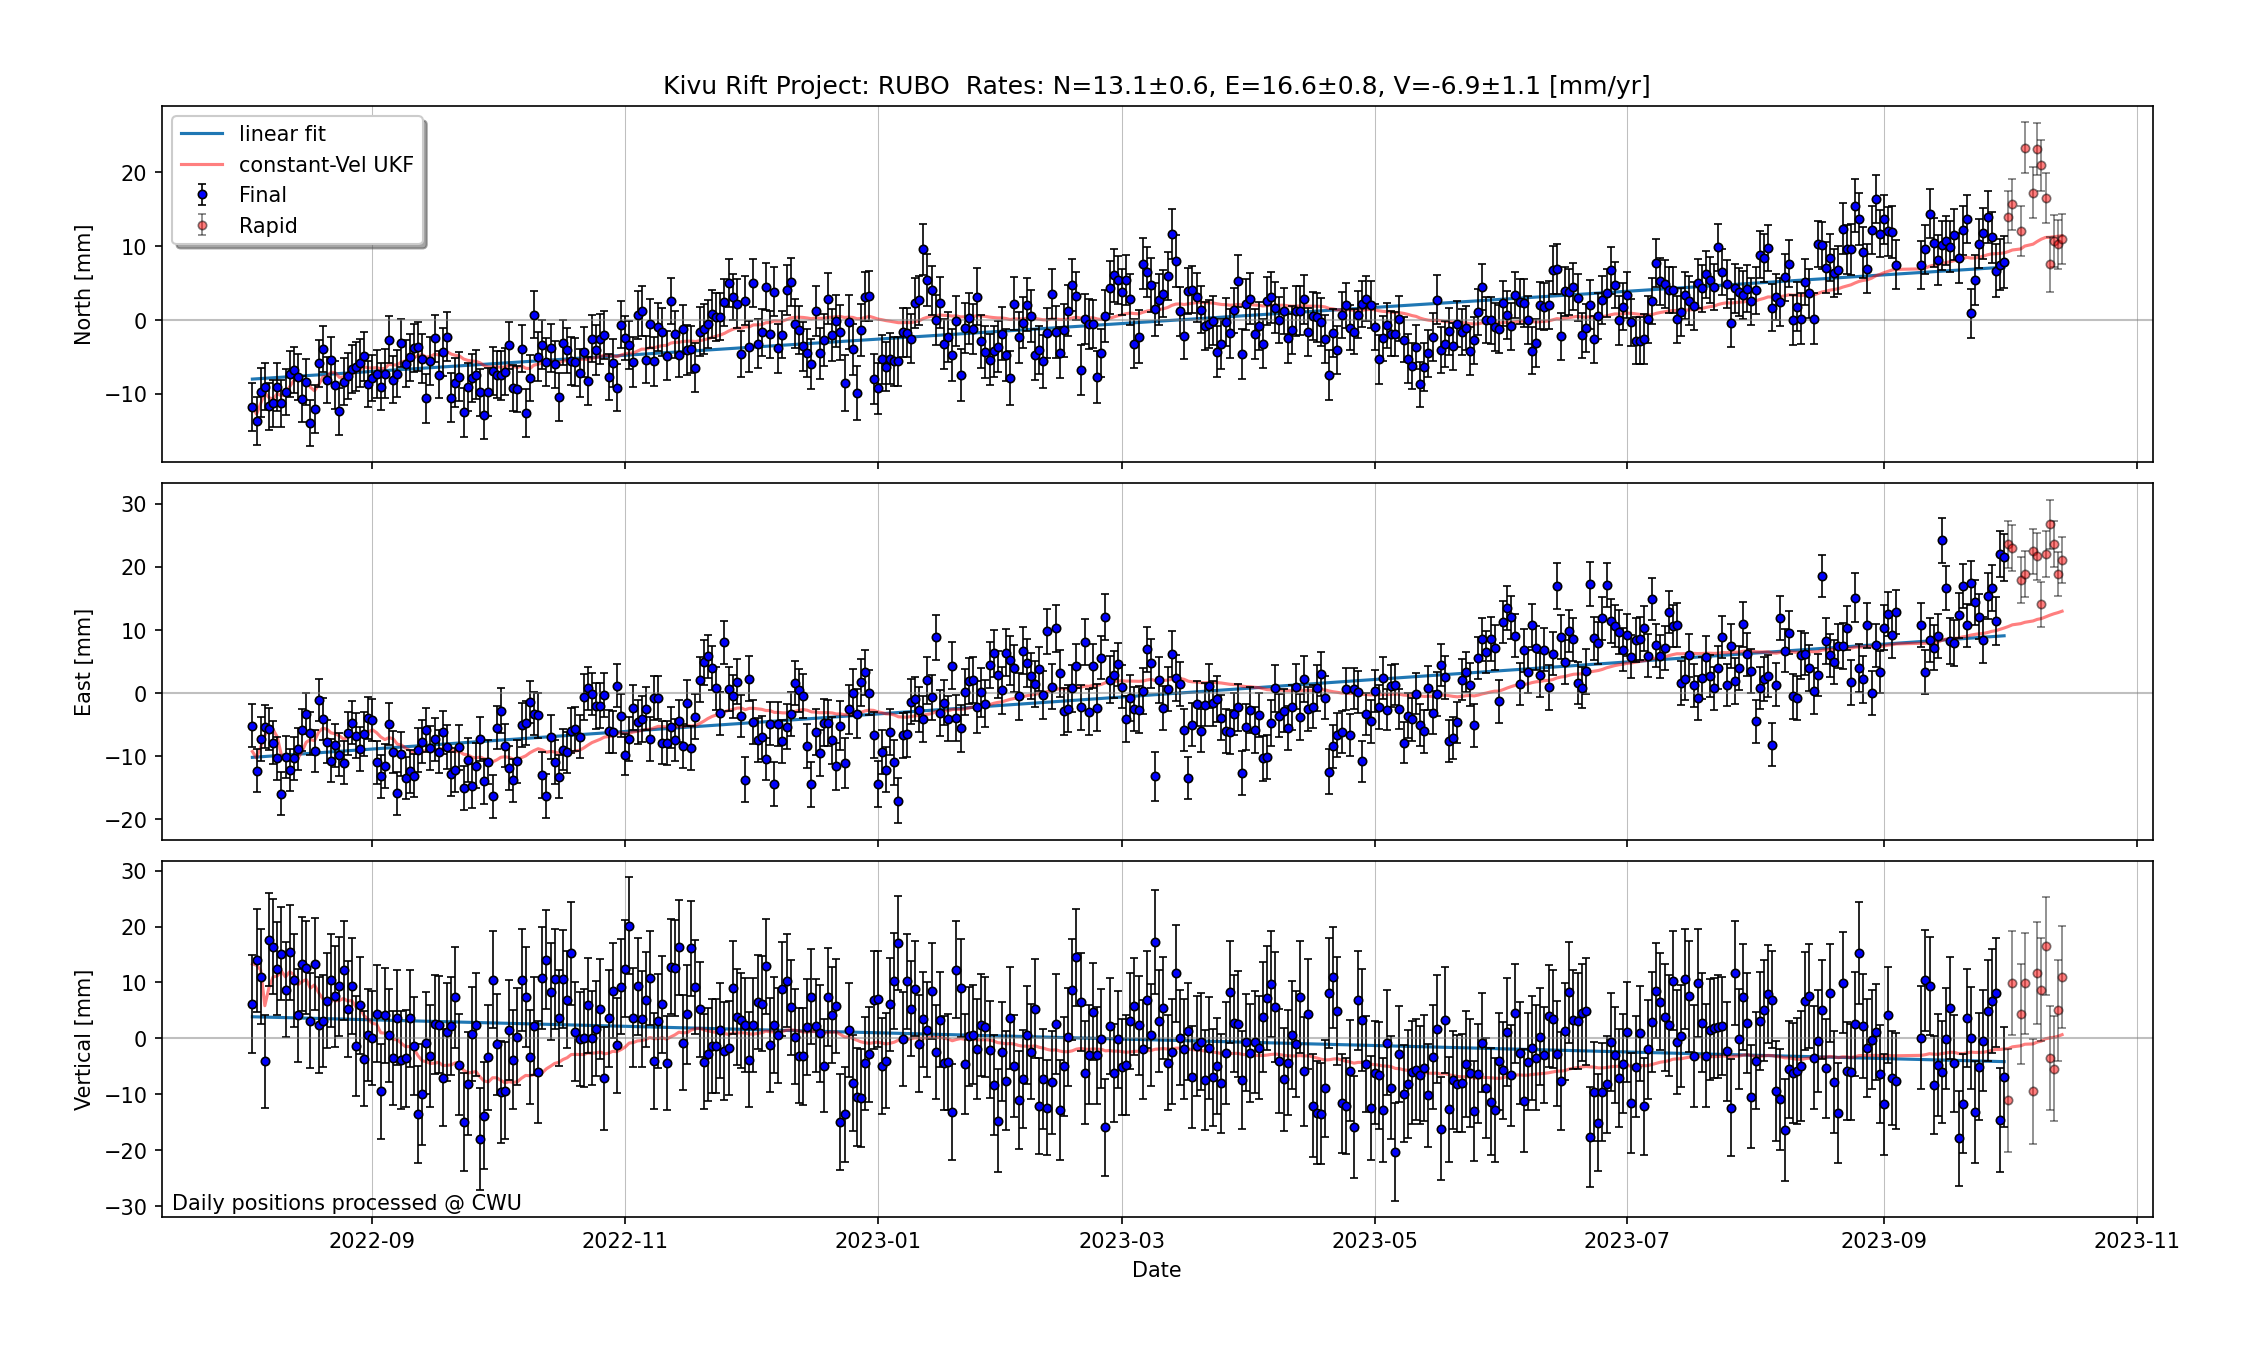 Kivu Rift Project: RUBO  Rates: N=13.1±0.6, E=16.6±0.8, V=-6.9±1.1 [mm/yr]
linear fit
constant-Vel UKF
Final
Rapid
North [mm]
20
10
0
−10
East [mm]
30
20
10
0
−10
−20
Vertical [mm]
30
20
10
0
−10
−20
−30
Daily positions processed @ CWU
2022-09 2022-11 2023-01 2023-03 2023-05 2023-07 2023-09 2023-11
Date